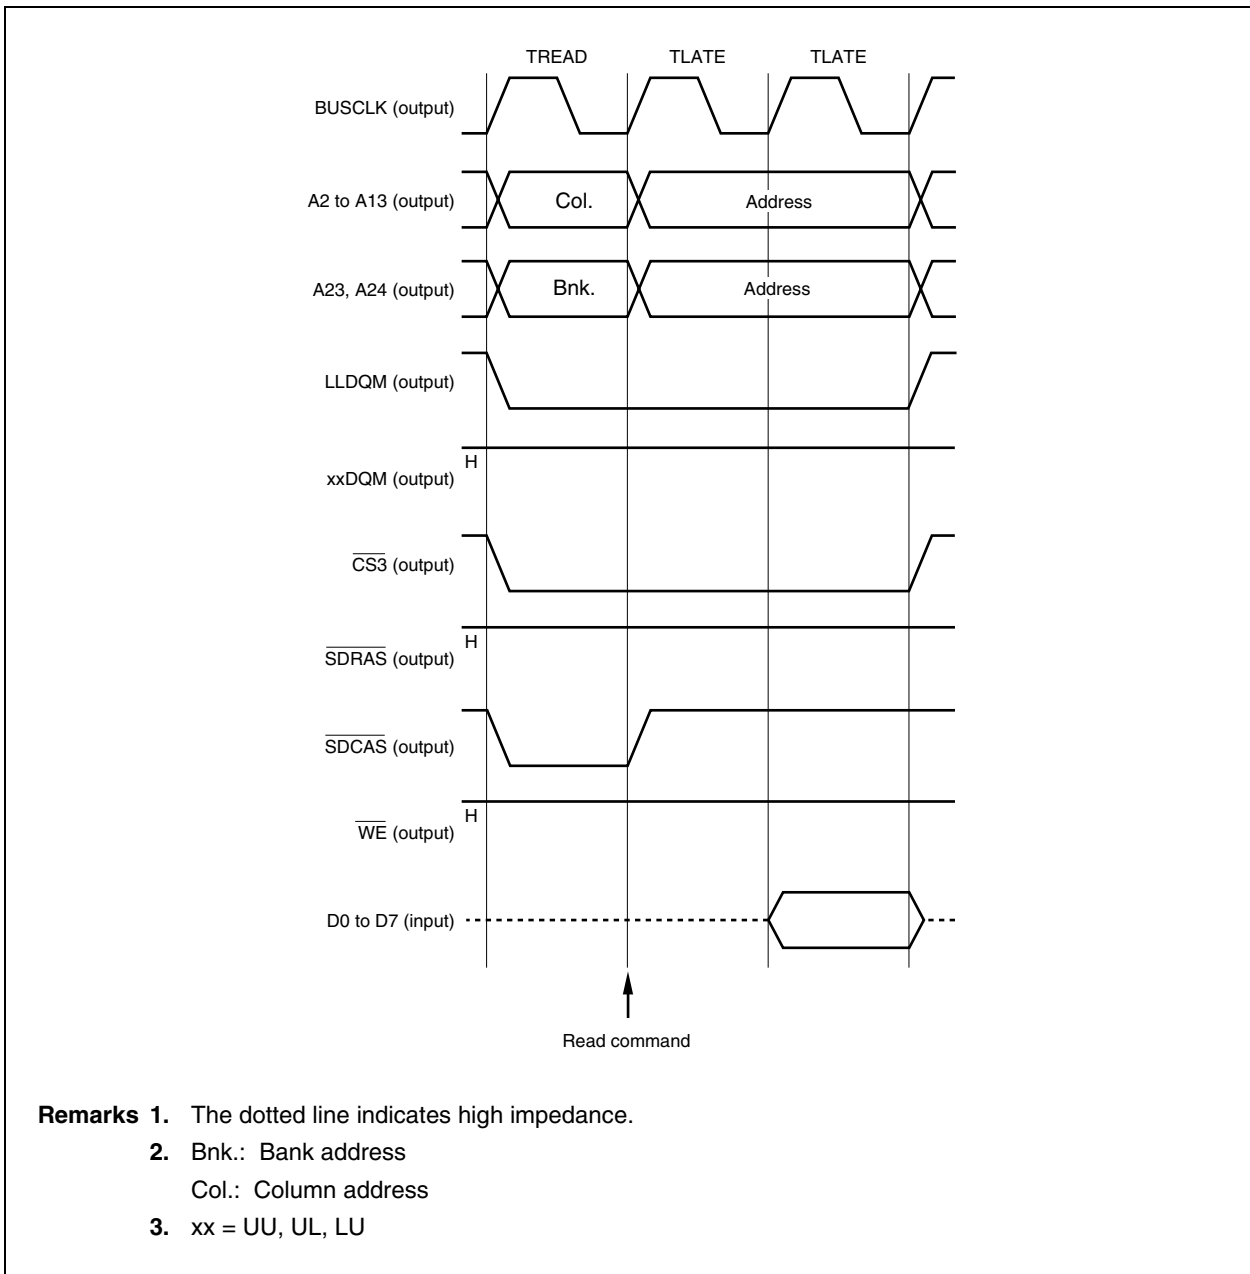 TREAD TLATE TLATE
BUSCLK (output)
A2 to A13 (output) Col. Address
A23, A24 (output) Bnk. Address
LLDQM (output)
H
xxDQM (output)
CS3 (output)
H
SDRAS (output)
SDCAS (output)
H
WE (output)
D0 to D7 (input)
Read command
Remarks 1. The dotted line indicates high impedance.
2. Bnk.: Bank address
Col.: Column address
3. xx = UU, UL, LU